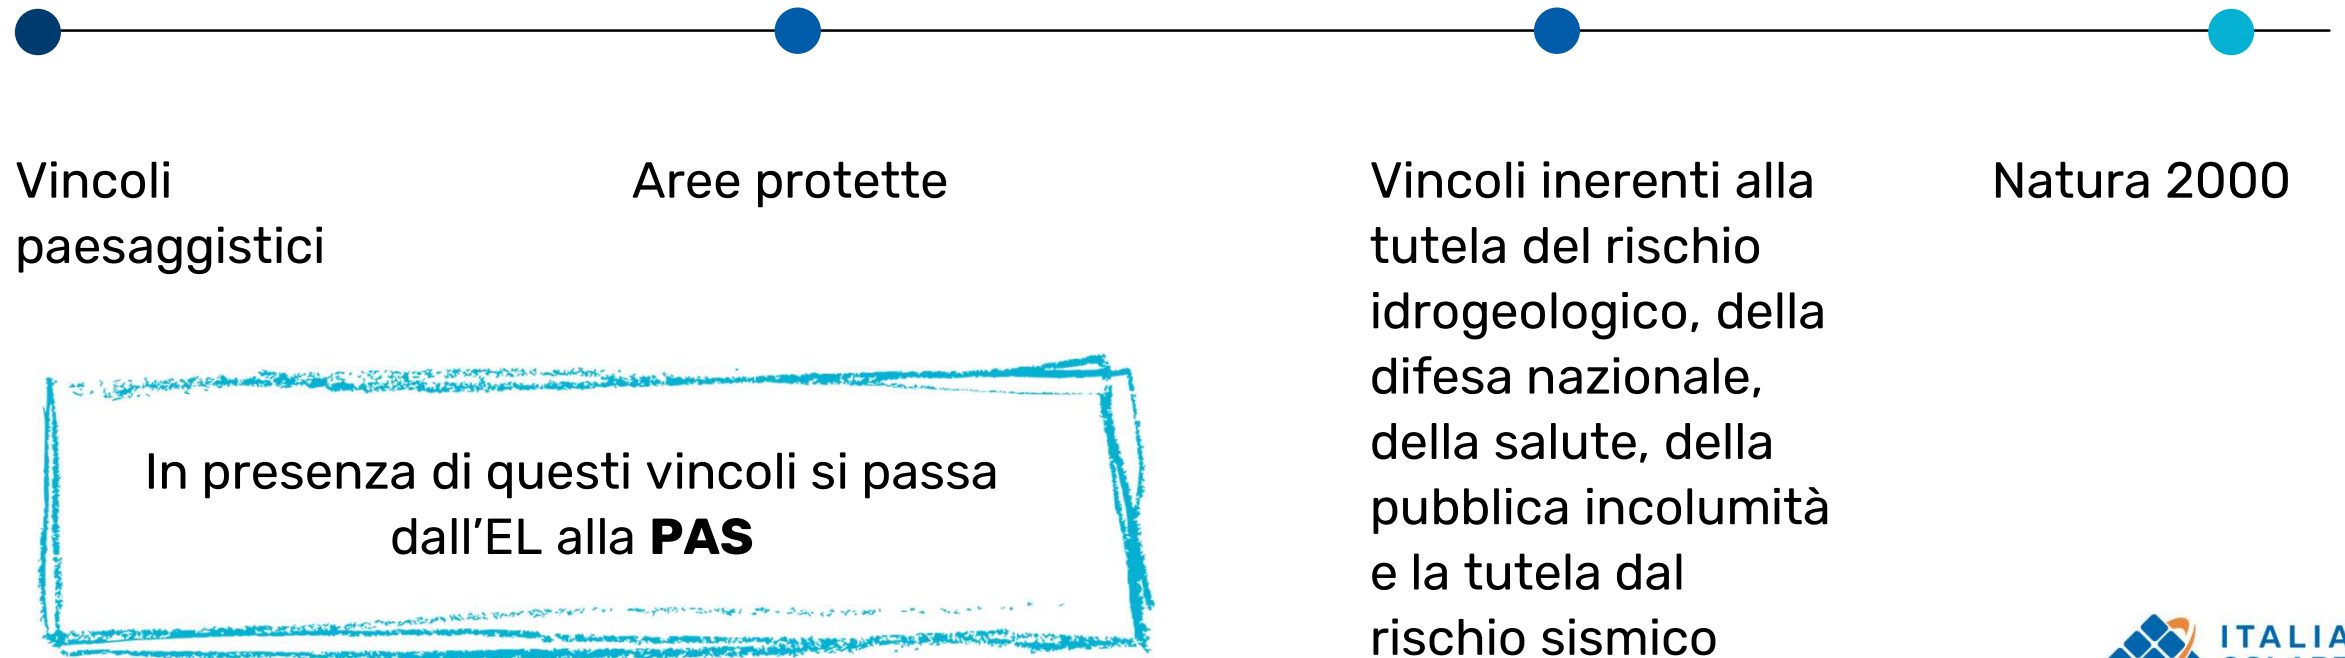 Vincoli
paesaggistici
Aree protette
In presenza di questi vincoli si passa
dall'EL alla PAS
Vincoli inerenti alla
tutela del rischio
idrogeologico, della
difesa nazionale,
della salute, della
pubblica incolumità
e la tutela dal
rischio sismico
Natura 2000
ITALIA